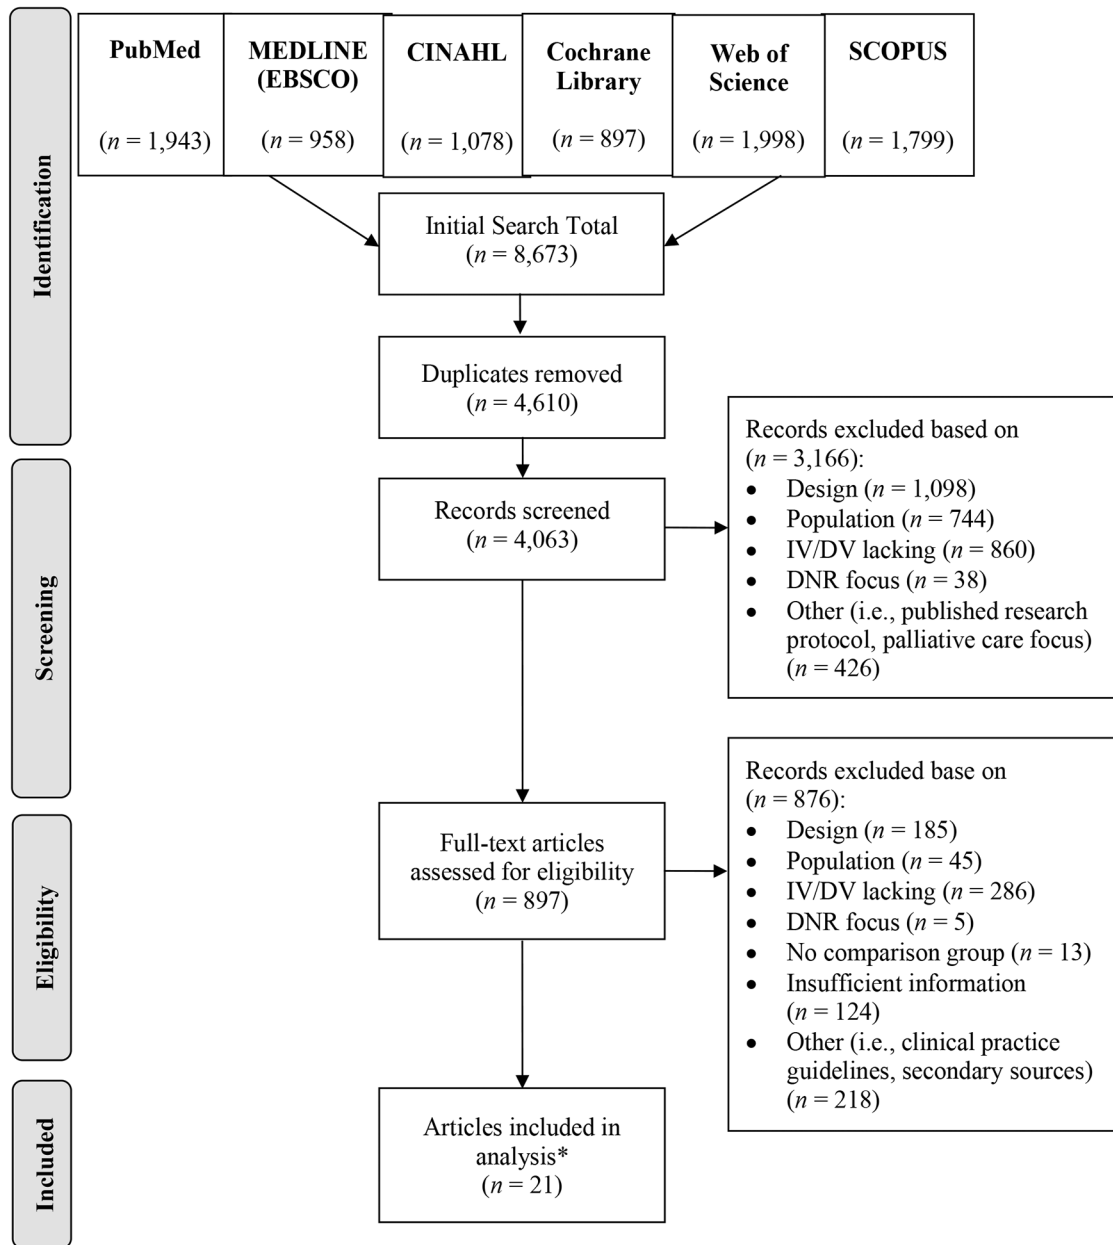 PubMed
(n = 1,943)
MEDLINE
(EBSCO)
(n = 958)
CINAHL
(n = 1,078)
Cochrane
Library
(n = 897)
Web of
Science
(n = 1,998)
SCOPUS
(n = 1,799)
Identification
Initial Search Total
(n = 8,673)
Duplicates removed
(n = 4,610)
Screening
Records screened
(n = 4,063)
Records excluded based on
(n = 3,166):
• Design (n = 1,098)
• Population (n = 744)
• IV/DV lacking (n = 860)
• DNR focus (n = 38)
• Other (i.e., published research
protocol, palliative care focus)
(n = 426)
Eligibility
Full-text articles
assessed for eligibility
(n = 897)
Records excluded base on
(n = 876):
• Design (n = 185)
• Population (n = 45)
• IV/DV lacking (n = 286)
• DNR focus (n = 5)
• No comparison group (n = 13)
• Insufficient information
(n = 124)
• Other (i.e., clinical practice
guidelines, secondary sources)
(n = 218)
Included
Articles included in
analysis*
(n = 21)